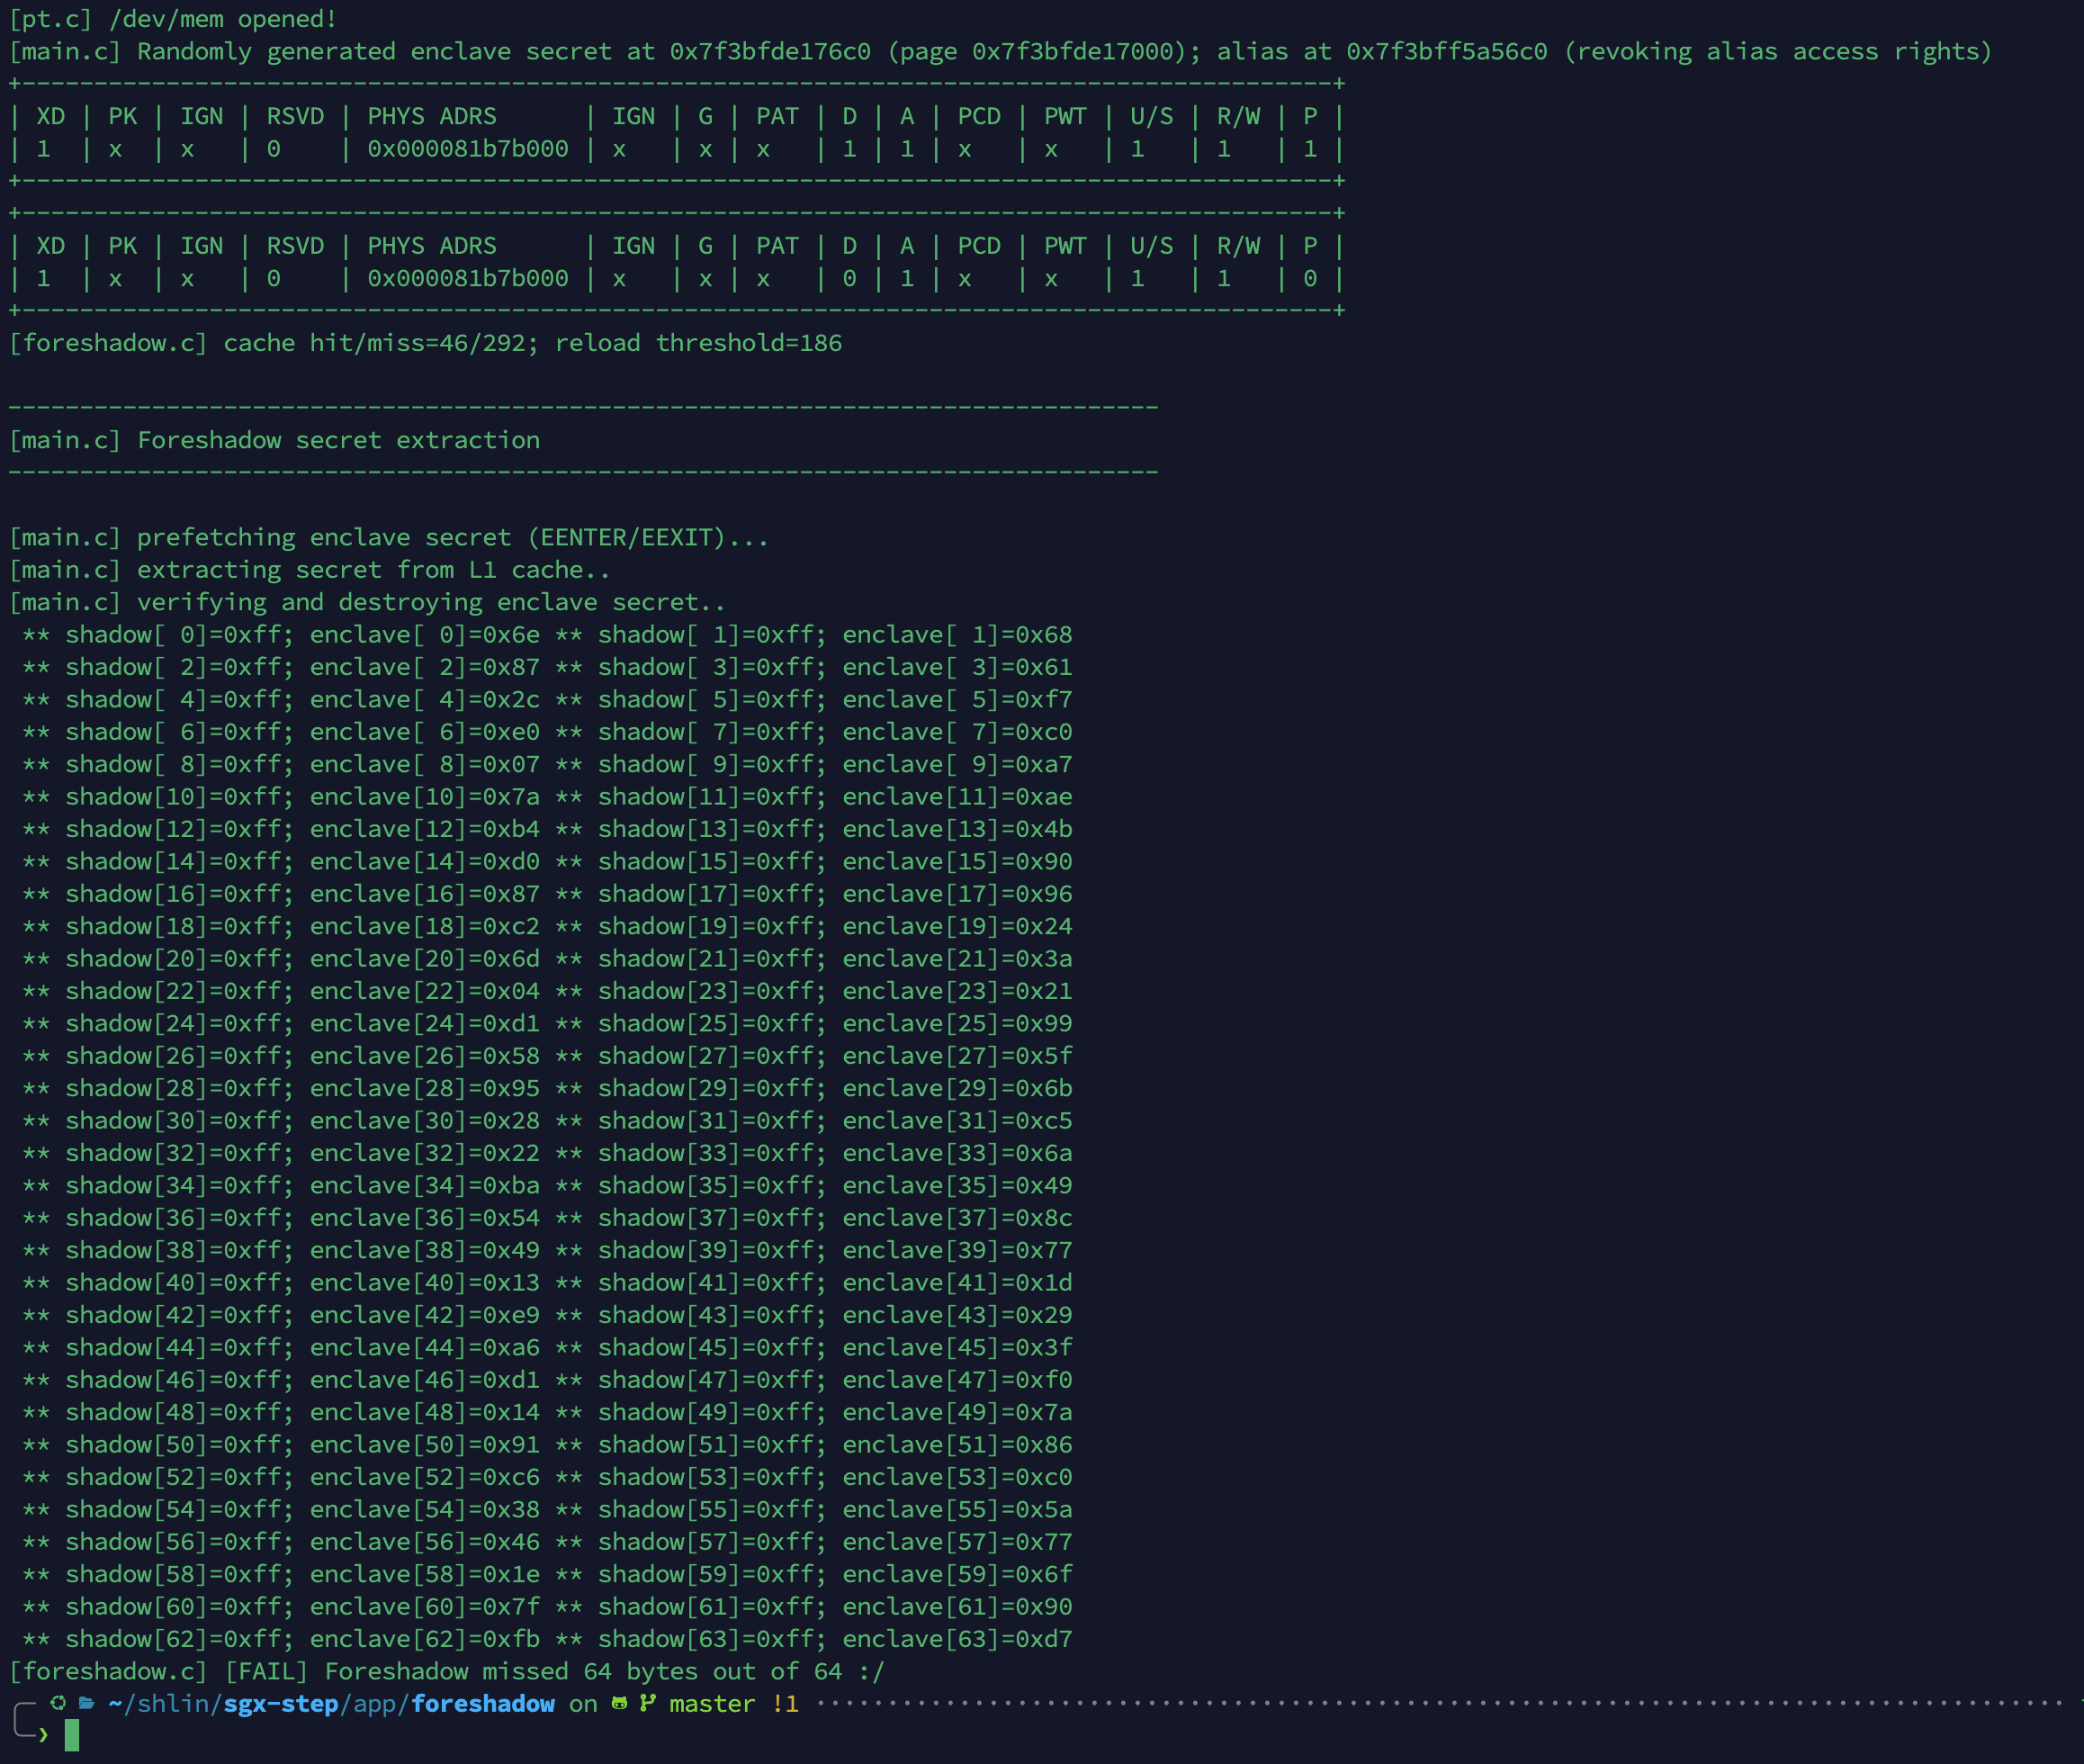 [pt.c] /dev/mem opened!
[main.c] Randomly generated enclave secret at 0x7f3bfde176c0 (page 0x7f3bfde17000); alias at 0x7f3bff5a56c0 (revoking alias access rights)
+-------------------------------------------------------------------------------------------+
| XD | PK | IGN | RSVD | PHYS ADRS      | IGN | G | PAT | D | A | PCD | PWT | U/S | R/W | P |
| 1  | x  | x   | 0    | 0x000081b7b000 | x   | x | x   | 1 | 1 | x   | x   | 1   | 1   | 1 |
+-------------------------------------------------------------------------------------------+
+-------------------------------------------------------------------------------------------+
| XD | PK | IGN | RSVD | PHYS ADRS      | IGN | G | PAT | D | A | PCD | PWT | U/S | R/W | P |
| 1  | x  | x   | 0    | 0x000081b7b000 | x   | x | x   | 0 | 1 | x   | x   | 1   | 1   | 0 |
+-------------------------------------------------------------------------------------------+
[foreshadow.c] cache hit/miss=46/292; reload threshold=186
--------------------------------------------------------------------------------
[main.c] Foreshadow secret extraction
--------------------------------------------------------------------------------
[main.c] prefetching enclave secret (EENTER/EEXIT)...
[main.c] extracting secret from L1 cache..
[main.c] verifying and destroying enclave secret..
 ** shadow[ 0]=0xff; enclave[ 0]=0x6e ** shadow[ 1]=0xff; enclave[ 1]=0x68
 ** shadow[ 2]=0xff; enclave[ 2]=0x87 ** shadow[ 3]=0xff; enclave[ 3]=0x61
 ** shadow[ 4]=0xff; enclave[ 4]=0x2c ** shadow[ 5]=0xff; enclave[ 5]=0xf7
 ** shadow[ 6]=0xff; enclave[ 6]=0xe0 ** shadow[ 7]=0xff; enclave[ 7]=0xc0
 ** shadow[ 8]=0xff; enclave[ 8]=0x07 ** shadow[ 9]=0xff; enclave[ 9]=0xa7
 ** shadow[10]=0xff; enclave[10]=0x7a ** shadow[11]=0xff; enclave[11]=0xae
 ** shadow[12]=0xff; enclave[12]=0xb4 ** shadow[13]=0xff; enclave[13]=0x4b
 ** shadow[14]=0xff; enclave[14]=0xd0 ** shadow[15]=0xff; enclave[15]=0x90
 ** shadow[16]=0xff; enclave[16]=0x87 ** shadow[17]=0xff; enclave[17]=0x96
 ** shadow[18]=0xff; enclave[18]=0xc2 ** shadow[19]=0xff; enclave[19]=0x24
 ** shadow[20]=0xff; enclave[20]=0x6d ** shadow[21]=0xff; enclave[21]=0x3a
 ** shadow[22]=0xff; enclave[22]=0x04 ** shadow[23]=0xff; enclave[23]=0x21
 ** shadow[24]=0xff; enclave[24]=0xd1 ** shadow[25]=0xff; enclave[25]=0x99
 ** shadow[26]=0xff; enclave[26]=0x58 ** shadow[27]=0xff; enclave[27]=0x5f
 ** shadow[28]=0xff; enclave[28]=0x95 ** shadow[29]=0xff; enclave[29]=0x6b
 ** shadow[30]=0xff; enclave[30]=0x28 ** shadow[31]=0xff; enclave[31]=0xc5
 ** shadow[32]=0xff; enclave[32]=0x22 ** shadow[33]=0xff; enclave[33]=0x6a
 ** shadow[34]=0xff; enclave[34]=0xba ** shadow[35]=0xff; enclave[35]=0x49
 ** shadow[36]=0xff; enclave[36]=0x54 ** shadow[37]=0xff; enclave[37]=0x8c
 ** shadow[38]=0xff; enclave[38]=0x49 ** shadow[39]=0xff; enclave[39]=0x77
 ** shadow[40]=0xff; enclave[40]=0x13 ** shadow[41]=0xff; enclave[41]=0x1d
 ** shadow[42]=0xff; enclave[42]=0xe9 ** shadow[43]=0xff; enclave[43]=0x29
 ** shadow[44]=0xff; enclave[44]=0xa6 ** shadow[45]=0xff; enclave[45]=0x3f
 ** shadow[46]=0xff; enclave[46]=0xd1 ** shadow[47]=0xff; enclave[47]=0xf0
 ** shadow[48]=0xff; enclave[48]=0x14 ** shadow[49]=0xff; enclave[49]=0x7a
 ** shadow[50]=0xff; enclave[50]=0x91 ** shadow[51]=0xff; enclave[51]=0x86
 ** shadow[52]=0xff; enclave[52]=0xc6 ** shadow[53]=0xff; enclave[53]=0xc0
 ** shadow[54]=0xff; enclave[54]=0x38 ** shadow[55]=0xff; enclave[55]=0x5a
 ** shadow[56]=0xff; enclave[56]=0x46 ** shadow[57]=0xff; enclave[57]=0x77
 ** shadow[58]=0xff; enclave[58]=0x1e ** shadow[59]=0xff; enclave[59]=0x6f
 ** shadow[60]=0xff; enclave[60]=0x7f ** shadow[61]=0xff; enclave[61]=0x90
 ** shadow[62]=0xff; enclave[62]=0xfb ** shadow[63]=0xff; enclave[63]=0xd7
[foreshadow.c] [FAIL] Foreshadow missed 64 bytes out of 64 :/
~/shlin/sgx-step/app/foreshadow on master !1
❯